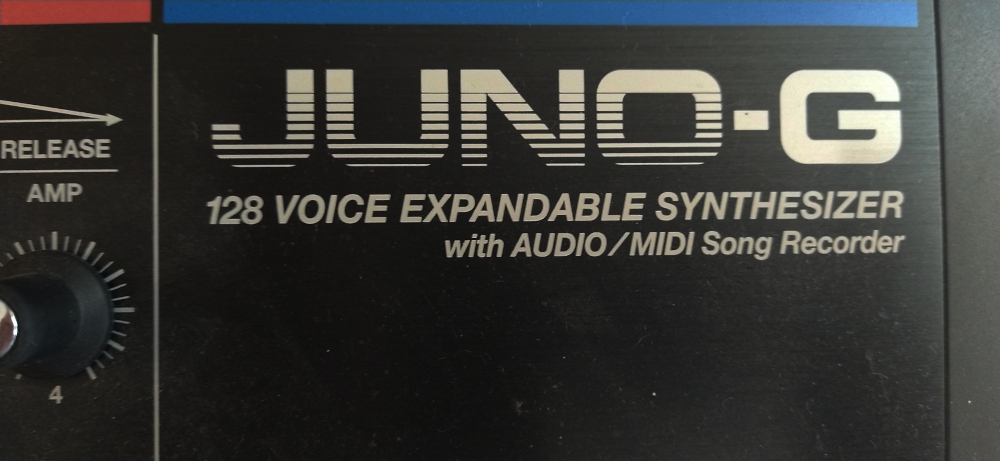 JUNO-G
RELEASE
AMP
128 VOICE EXPANDABLE SYNTHESIZER
with AUDIO/MIDI Song Recorder
4